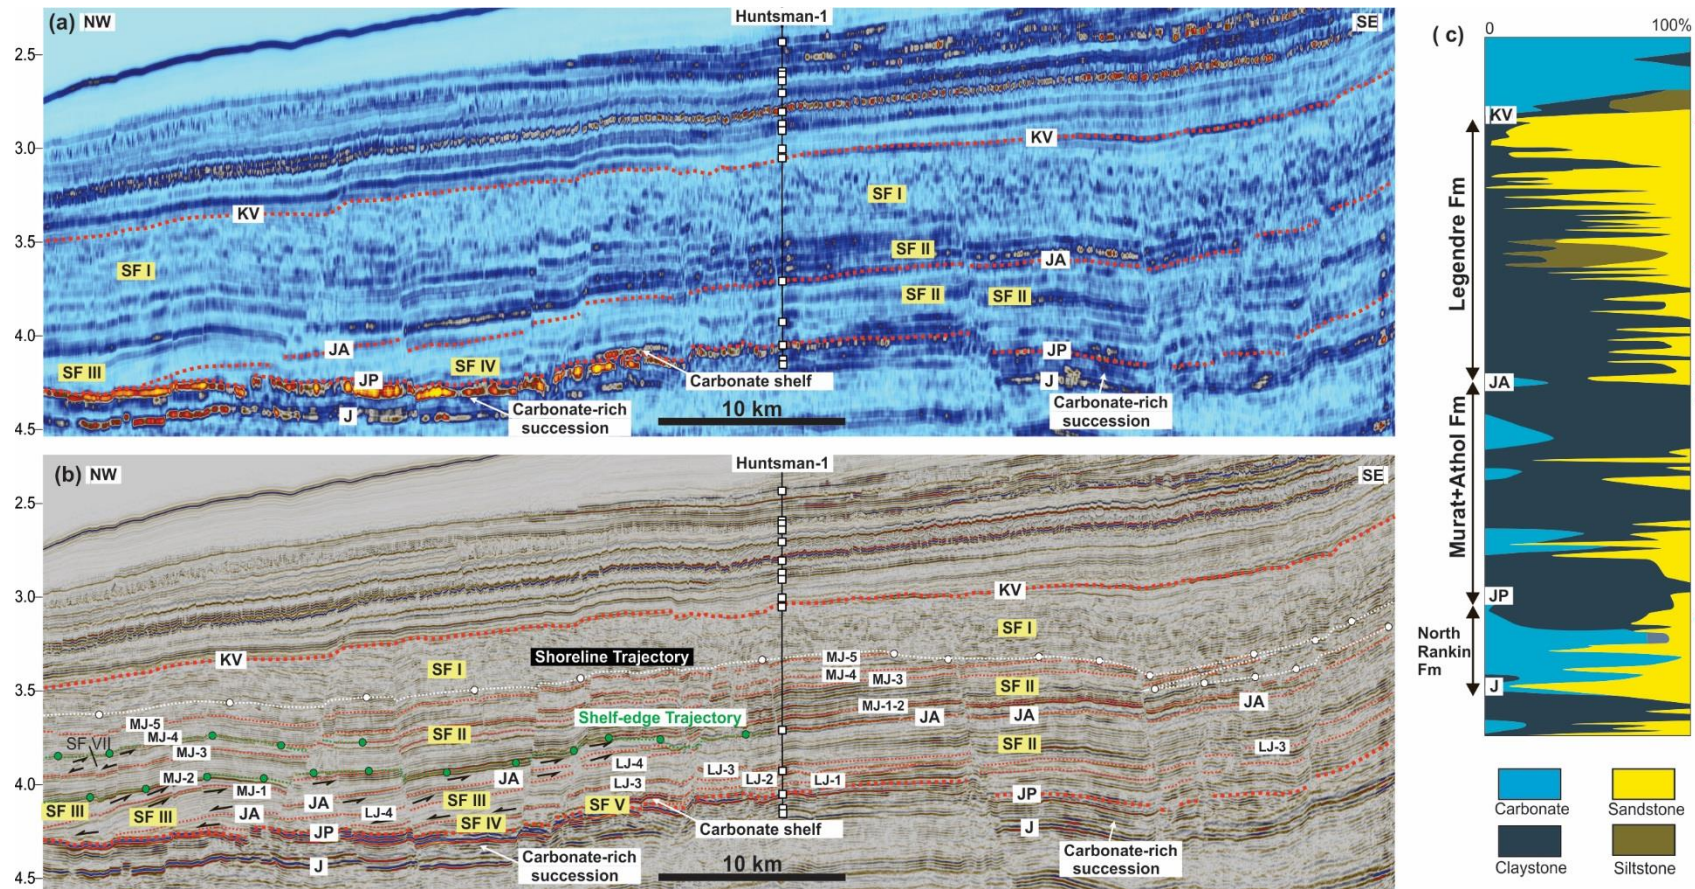 (a)
NW
Huntsman-1
SE
2.5
3.0
3.5
4.0
4.5
KV
KV
SF I
SF I
SF II
JA
SF II
SF II
JA
SF III
SF IV
JP
JP
J
J
Carbonate shelf
Carbonate-rich
succession
Carbonate-rich
succession
10 km
(b)
NW
Huntsman-1
SE
2.5
3.0
3.5
4.0
4.5
KV
KV
SF I
SF I
Shoreline Trajectory
MJ-5
MJ-4
MJ-3
SF II
MJ-1-2
JA
JA
JA
Shelf-edge Trajectory
MJ-5
MJ-4
SF VII
MJ-3
SF II
SF II
LJ-3
MJ-2
MJ-1
JA
LJ-4
LJ-3
LJ-3
LJ-2
LJ-1
SF III
SF III
JA
JA
LJ-4
SF III
SF IV
SF V
JP
JP
J
J
Carbonate shelf
Carbonate-rich
succession
Carbonate-rich
succession
10 km
( c)
0
100%
KV
Legendre Fm
JA
Murat+Athol Fm
JP
North
Rankin
Fm
J
Carbonate
Sandstone
Claystone
Siltstone